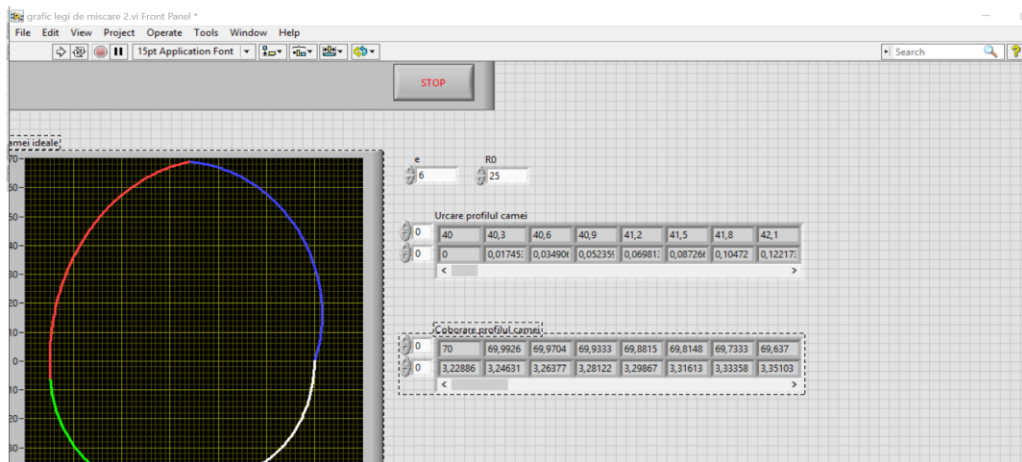 grafic legi de miscare 2.vi Front Panel *
File Edit View Project Operate Tools Window Help
15pt Application Font
Search
STOP
amei ideale
e R0
6 25
Urcare profilul camei
0 40 40,3 40,6 40,9 41,2 41,5 41,8 42,1
0 0 0,01745 0,03490 0,05235 0,06981 0,08726 0,10472 0,12217
Coborare profilul camei
0 70 69,9926 69,9704 69,9333 69,8815 69,8148 69,7333 69,637
0 3,22886 3,24631 3,26377 3,28122 3,29867 3,31613 3,33358 3,35103
70-
60-
50-
40-
30-
20-
10-
0-
10-
20-
30-